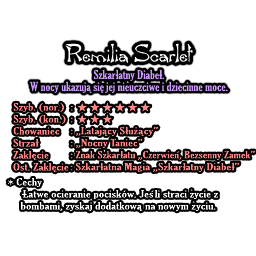 Remilia Scarlet
Szkarłatny Diabeł.
W nocy ukazują się jej nieuczciwe i dziecinne moce.
Szyb. (nor.) : ★★★★★★
Szyb. (kon.) : ★★★
Chowaniec : „Latający Służący”
Strzał : „Nocny Taniec”
Zaklęcie : Znak Szkarłatu „Czerwień, Bezsenny Zamek”
Ost. Zaklęcie : Szkarłatna Magia „Szkarłatny Diabeł”
* Cechy
Łatwe ocieranie pocisków. Jeśli straci życie z
bombami, zyskaj dodatkową na nowym życiu.